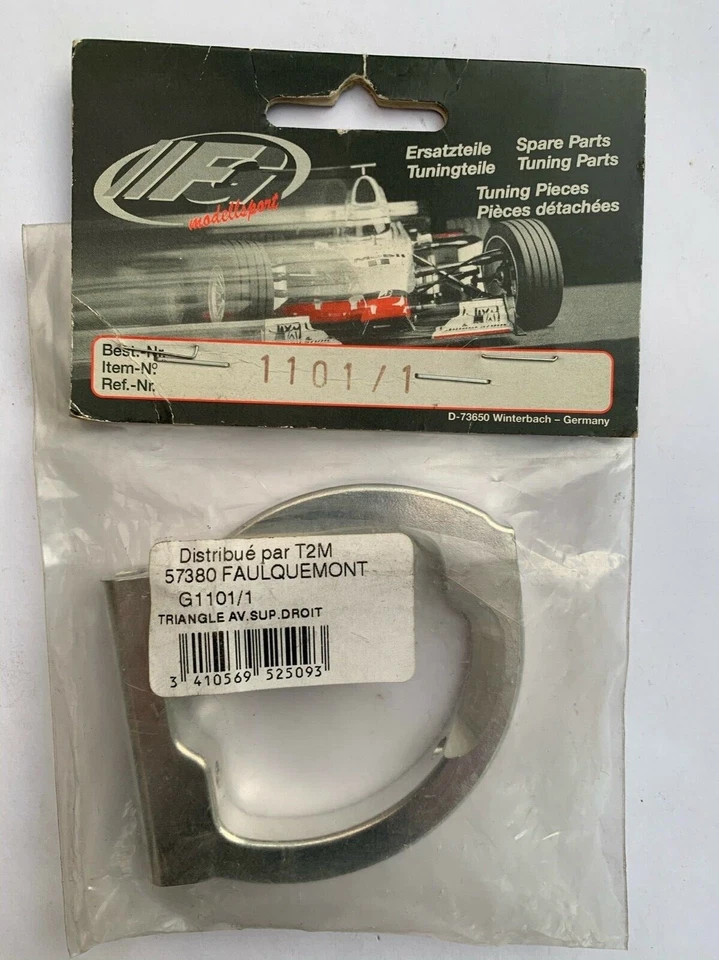 FG
modellsport
Ersatzteile
Tuningteile
Spare Parts
Tuning Parts
Tuning Pieces
Pièces détachées
Best.-Nr.
Item-Nº
Ref.-Nr.
1101/1
D-73650 Winterbach – Germany
Distribué par T2M
57380 FAULQUEMONT
G1101/1
TRIANGLE AV.SUP.DROIT
3 410569 525093